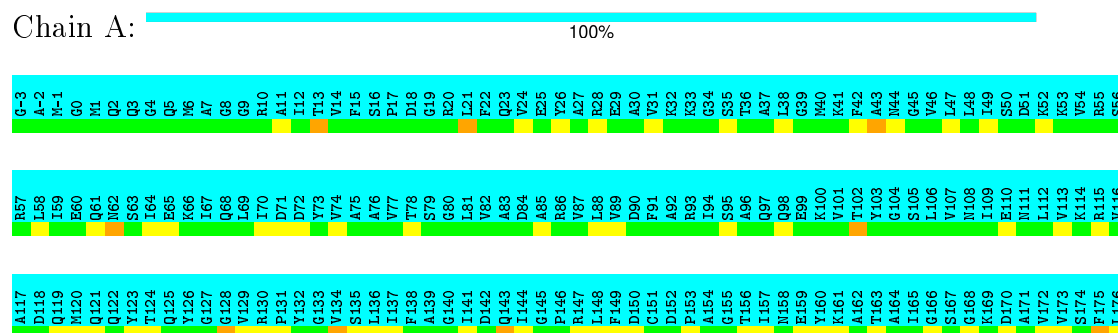 Chain A:
100%
G-3 A-2 M-1 G0 M1 Q2 Q3 G4 Q5 M6 A7 G8 G9 R10 A11 I12 T13 V14 F15 S16 P17 D18 G19 R20 L21 F22 Q23 V24 E25 Y26 A27 R28 E29 A30 V31 K32 K33 G34 S35 T36 A37 L38 G39 M40 K41 F42 A43 N44 G45 V46 L47 L48 I49 S50 D51 K52 K53 V54 R55 S56
R57 L58 I59 E60 Q61 N62 S63 I64 E65 K66 I67 Q68 L69 I70 D71 D72 Y73 V74 A75 A76 V77 T78 S79 G80 L81 V82 A83 D84 A85 R86 V87 L88 V89 D90 F91 A92 R93 I94 S95 A96 Q97 Q98 E99 K100 V101 T102 Y103 G104 S105 L106 V107 N108 I109 E110 N111 L112 V113 K114 R115 V116
A117 D118 Q119 M120 Q121 Q122 Y123 T124 Q125 Y126 G127 G128 V129 R130 P131 Y132 G133 V134 S135 L136 I137 F138 A139 G140 I141 D142 Q143 I144 G145 P146 R147 L148 F149 D150 C151 D152 P153 A154 G155 T156 I157 N158 E159 Y160 K161 A162 T163 A164 I165 G166 S167 G168 K169 D170 A171 V172 V173 S174 F175